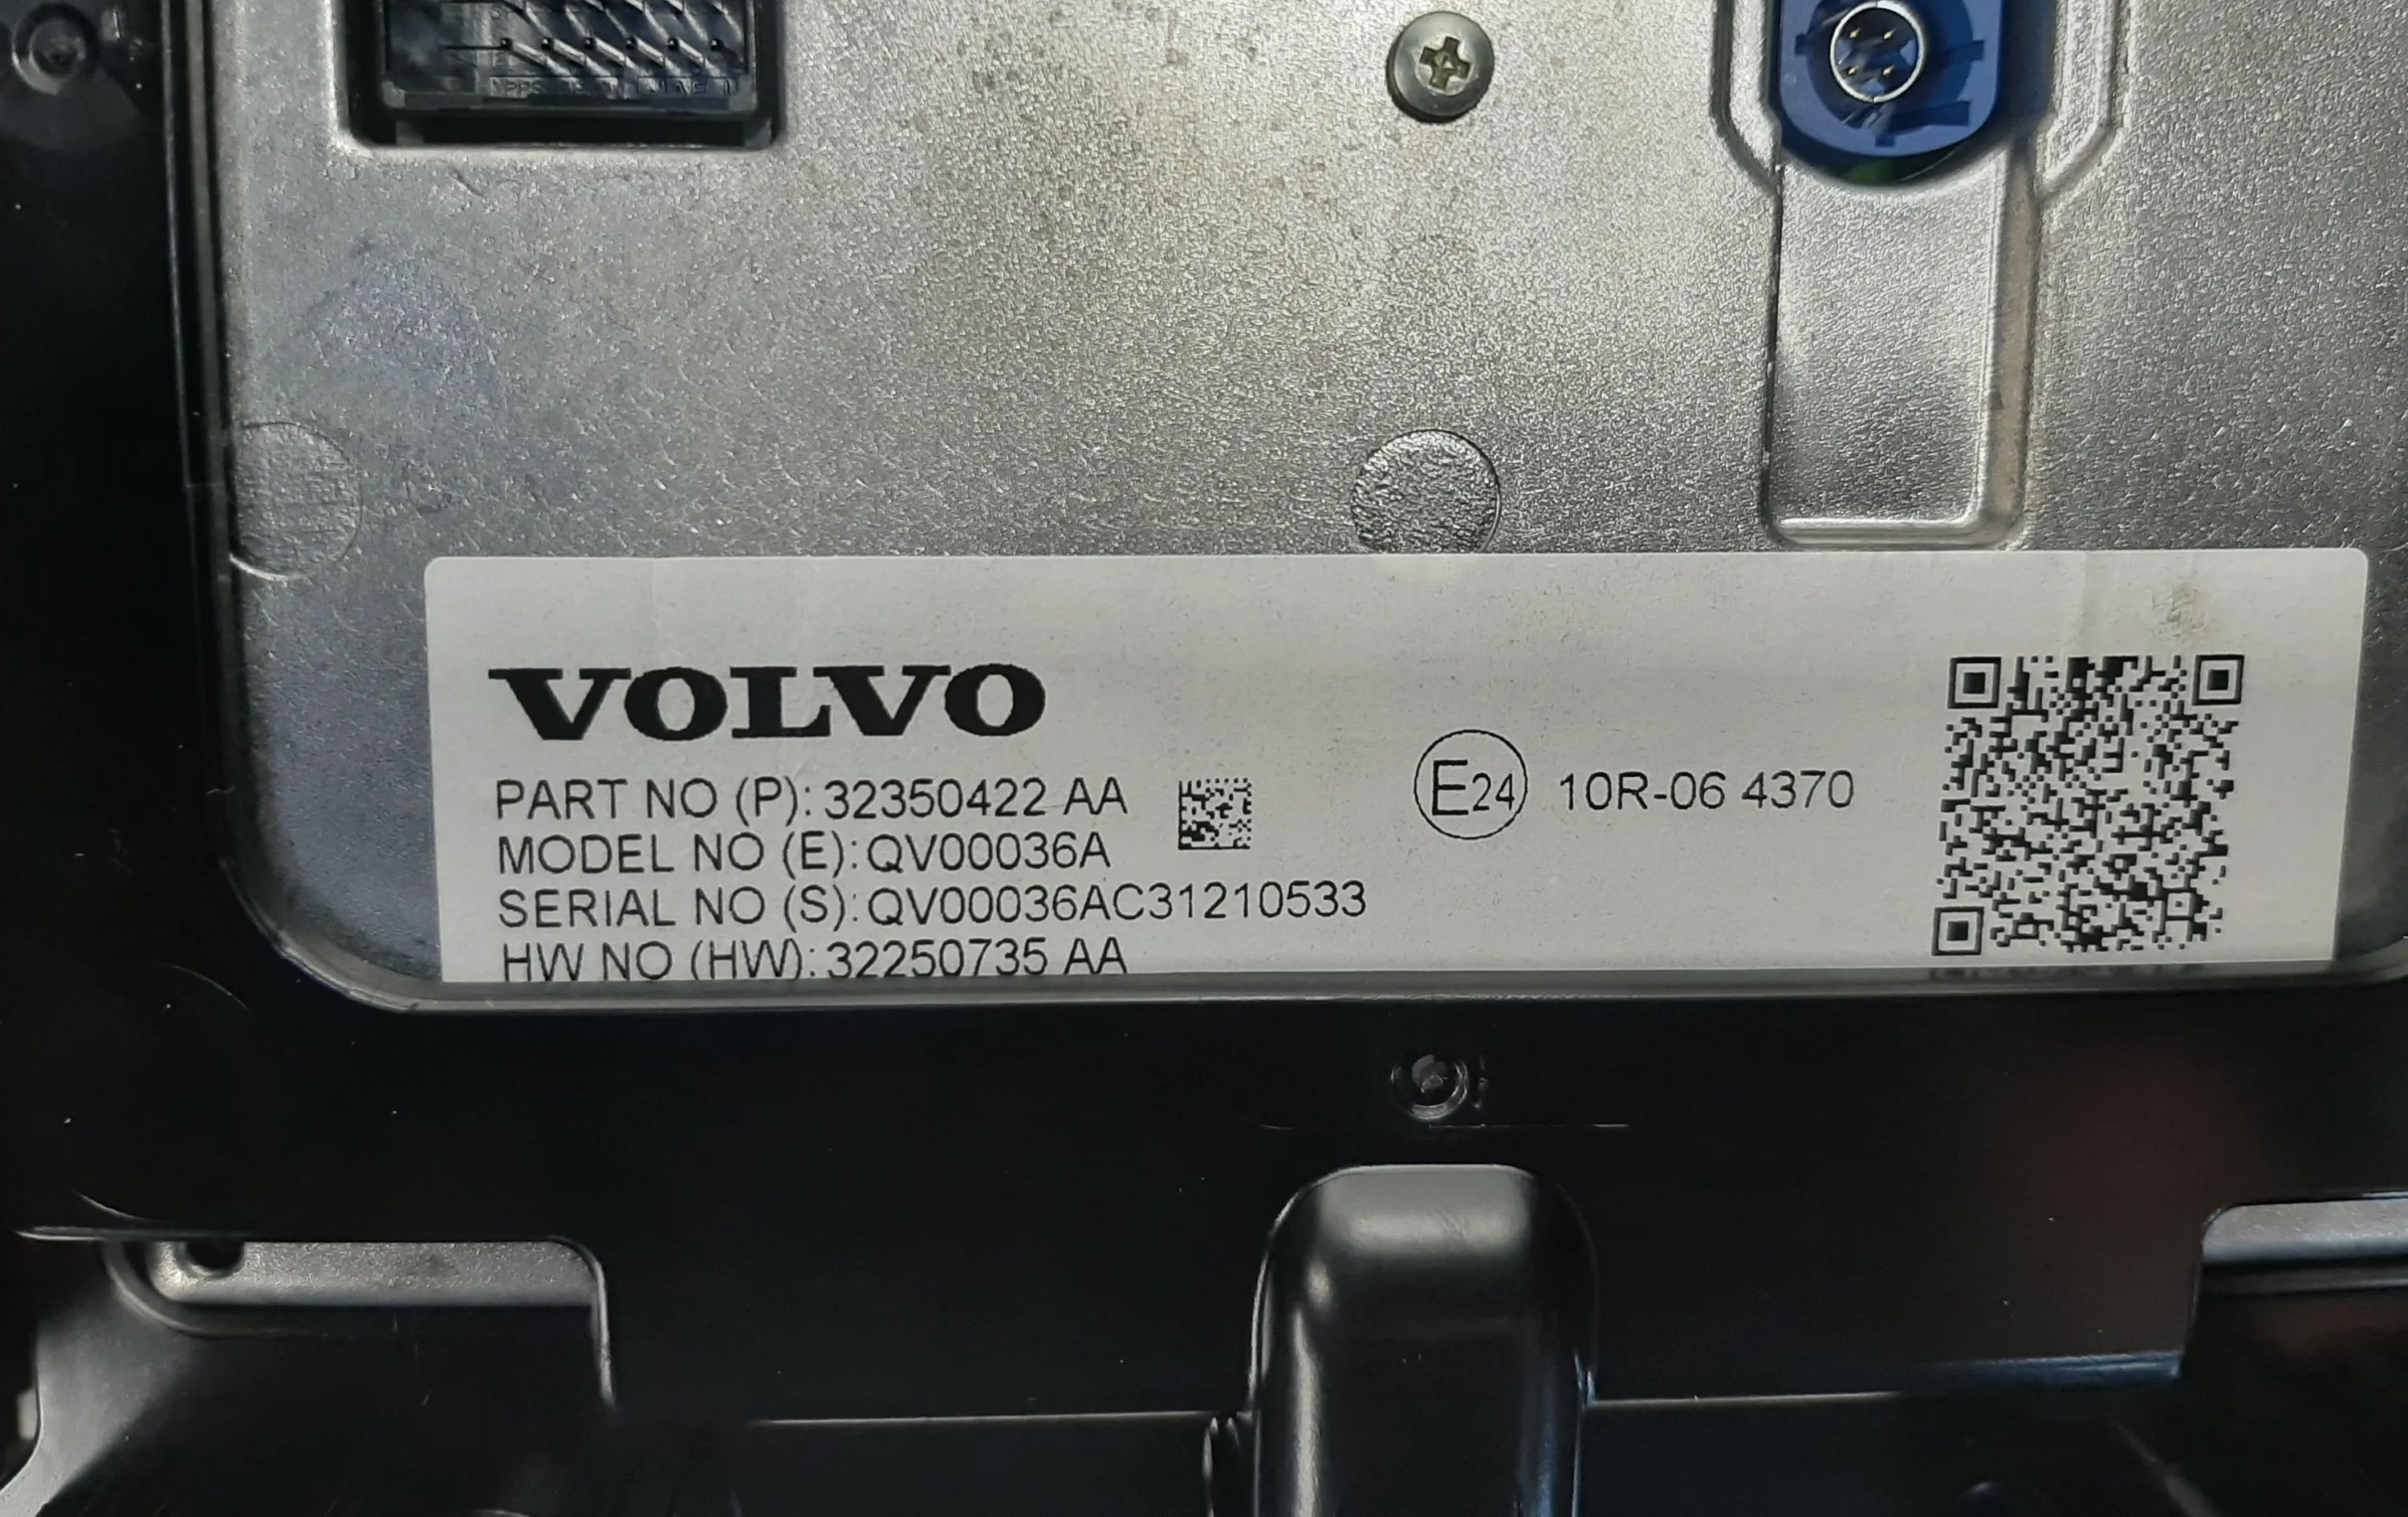 VOLVO
PART NO (P): 32350422 AA
MODEL NO (E): QV00036A
SERIAL NO (S): QV00036AC31210533
HW NO (HW): 32250735 AA
E24 10R-06 4370